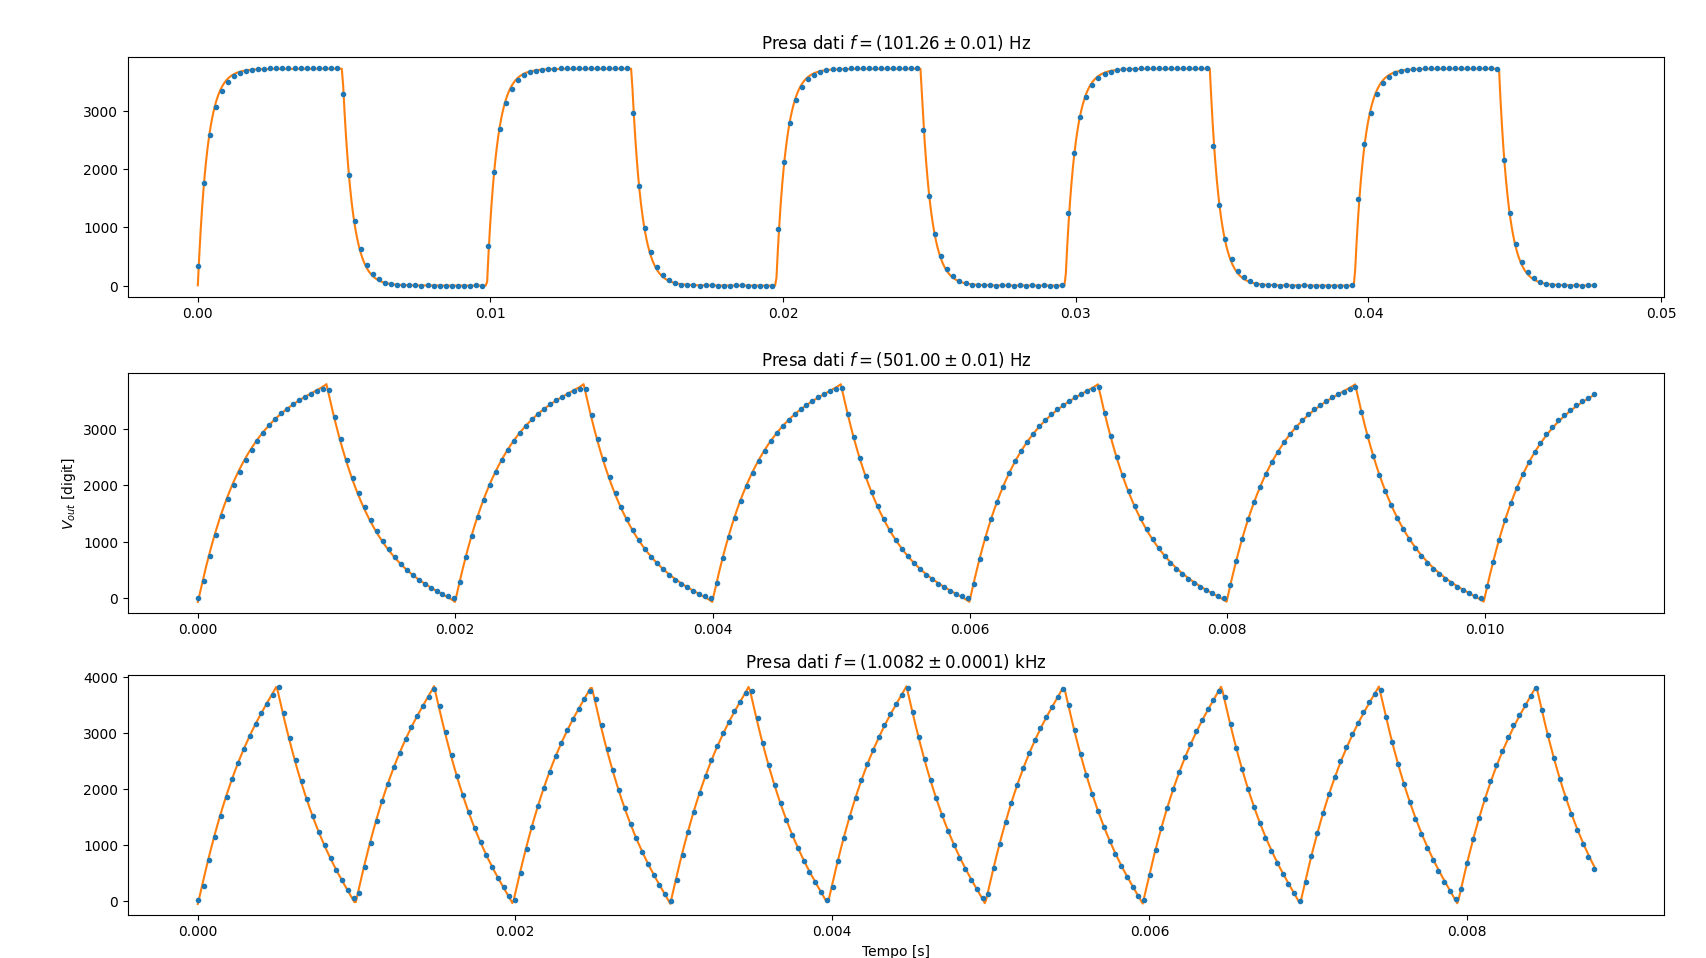 Presa dati f = (101.26 ± 0.01) Hz
3000
2000
1000
0
0.00 0.01 0.02 0.03 0.04 0.05
Presa dati f = (501.00 ± 0.01) Hz
V_out [digit]
3000
2000
1000
0
0.000 0.002 0.004 0.006 0.008 0.010
Presa dati f = (1.0082 ± 0.0001) kHz
4000
3000
2000
1000
0
0.000 0.002 0.004 0.006 0.008
Tempo [s]